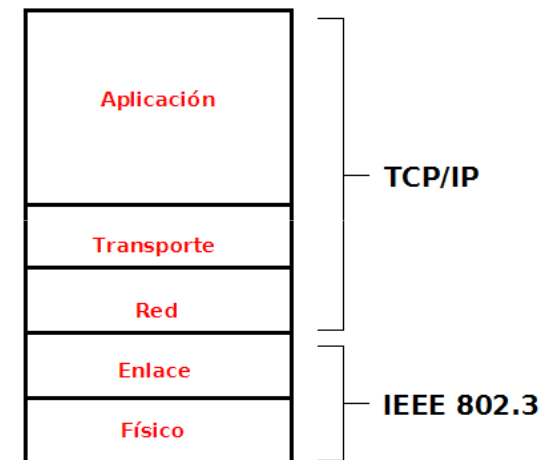 Aplicación
TCP/IP
Transporte
Red
Enlace
IEEE 802.3
Físico